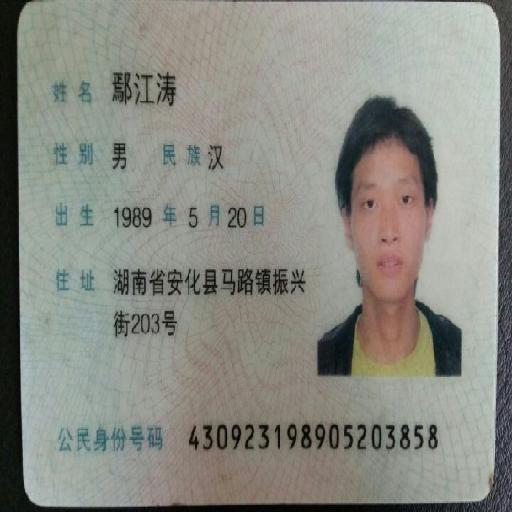 姓名 鄢江涛
性别 男 民族 汉
出生 1989 年 5 月 20 日
住址 湖南省安化县马路镇振兴
街203号
公民身份号码 430923198905203858